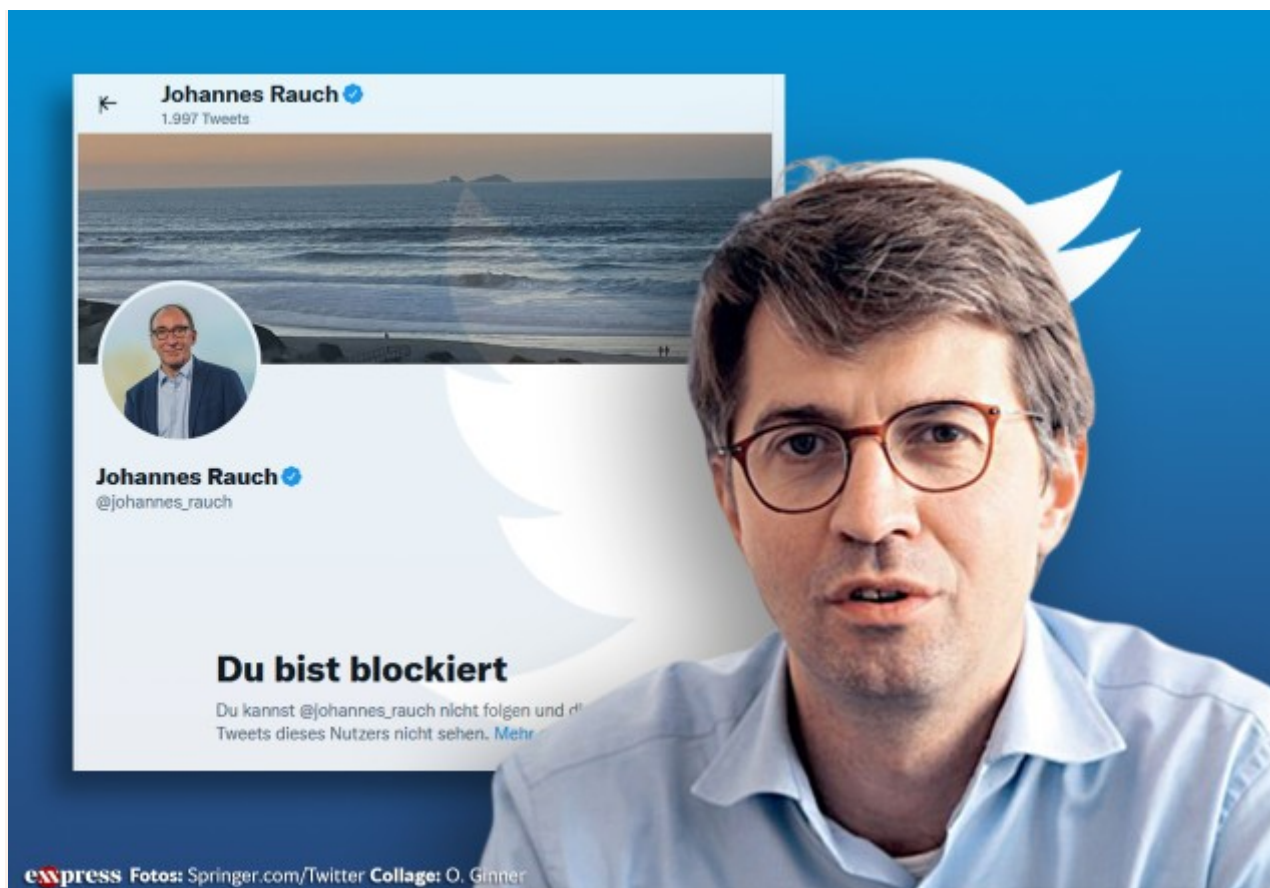 Johannes Rauch
1.997 Tweets
Johannes Rauch
@johannes_rauch
Du bist blockiert
Du kannst @johannes_rauch nicht folgen und
Tweets dieses Nutzers nicht sehen. Mehr
exxpress Fotos: Springer.com/Twitter Collage: O. Ginner